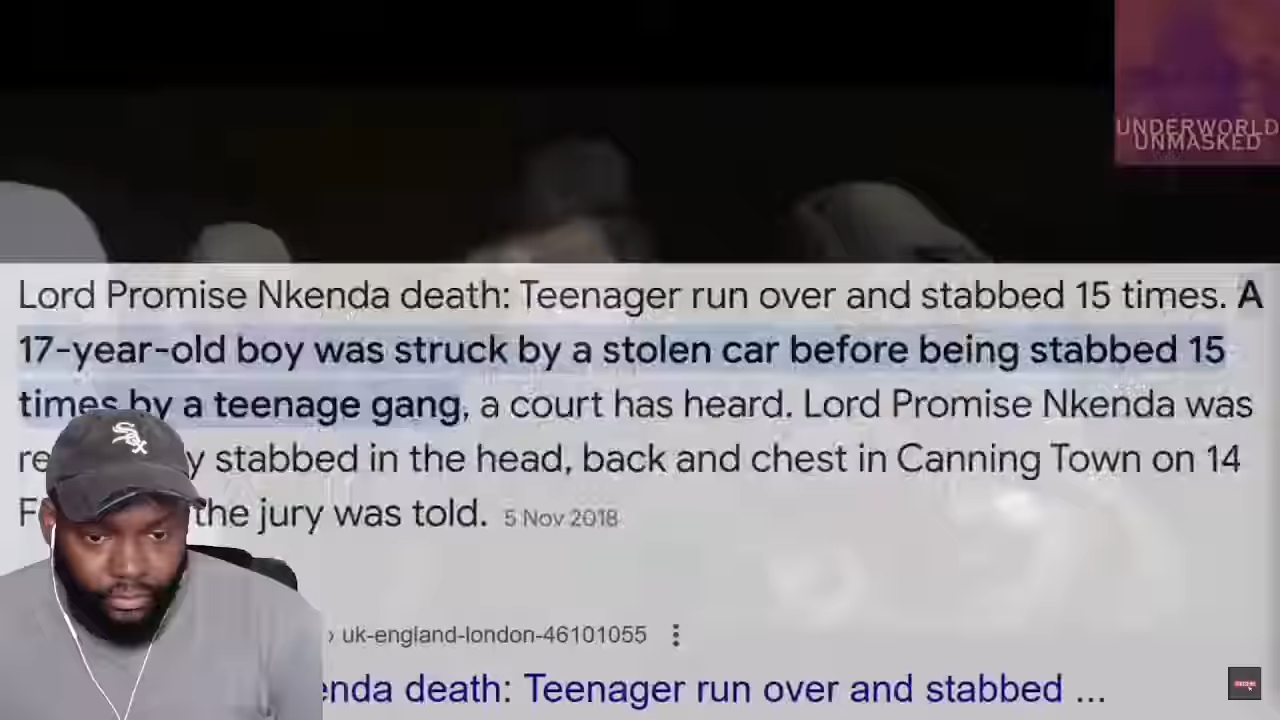 UNDERWORLD
UNMASKED
Lord Promise Nkenda death: Teenager run over and stabbed 15 times. A
17-year-old boy was struck by a stolen car before being stabbed 15
times by a teenage gang, a court has heard. Lord Promise Nkenda was
stabbed in the head, back and chest in Canning Town on 14
the jury was told. 5 Nov 2018
Sox
› uk-england-london-46101055
death: Teenager run over and stabbed ...